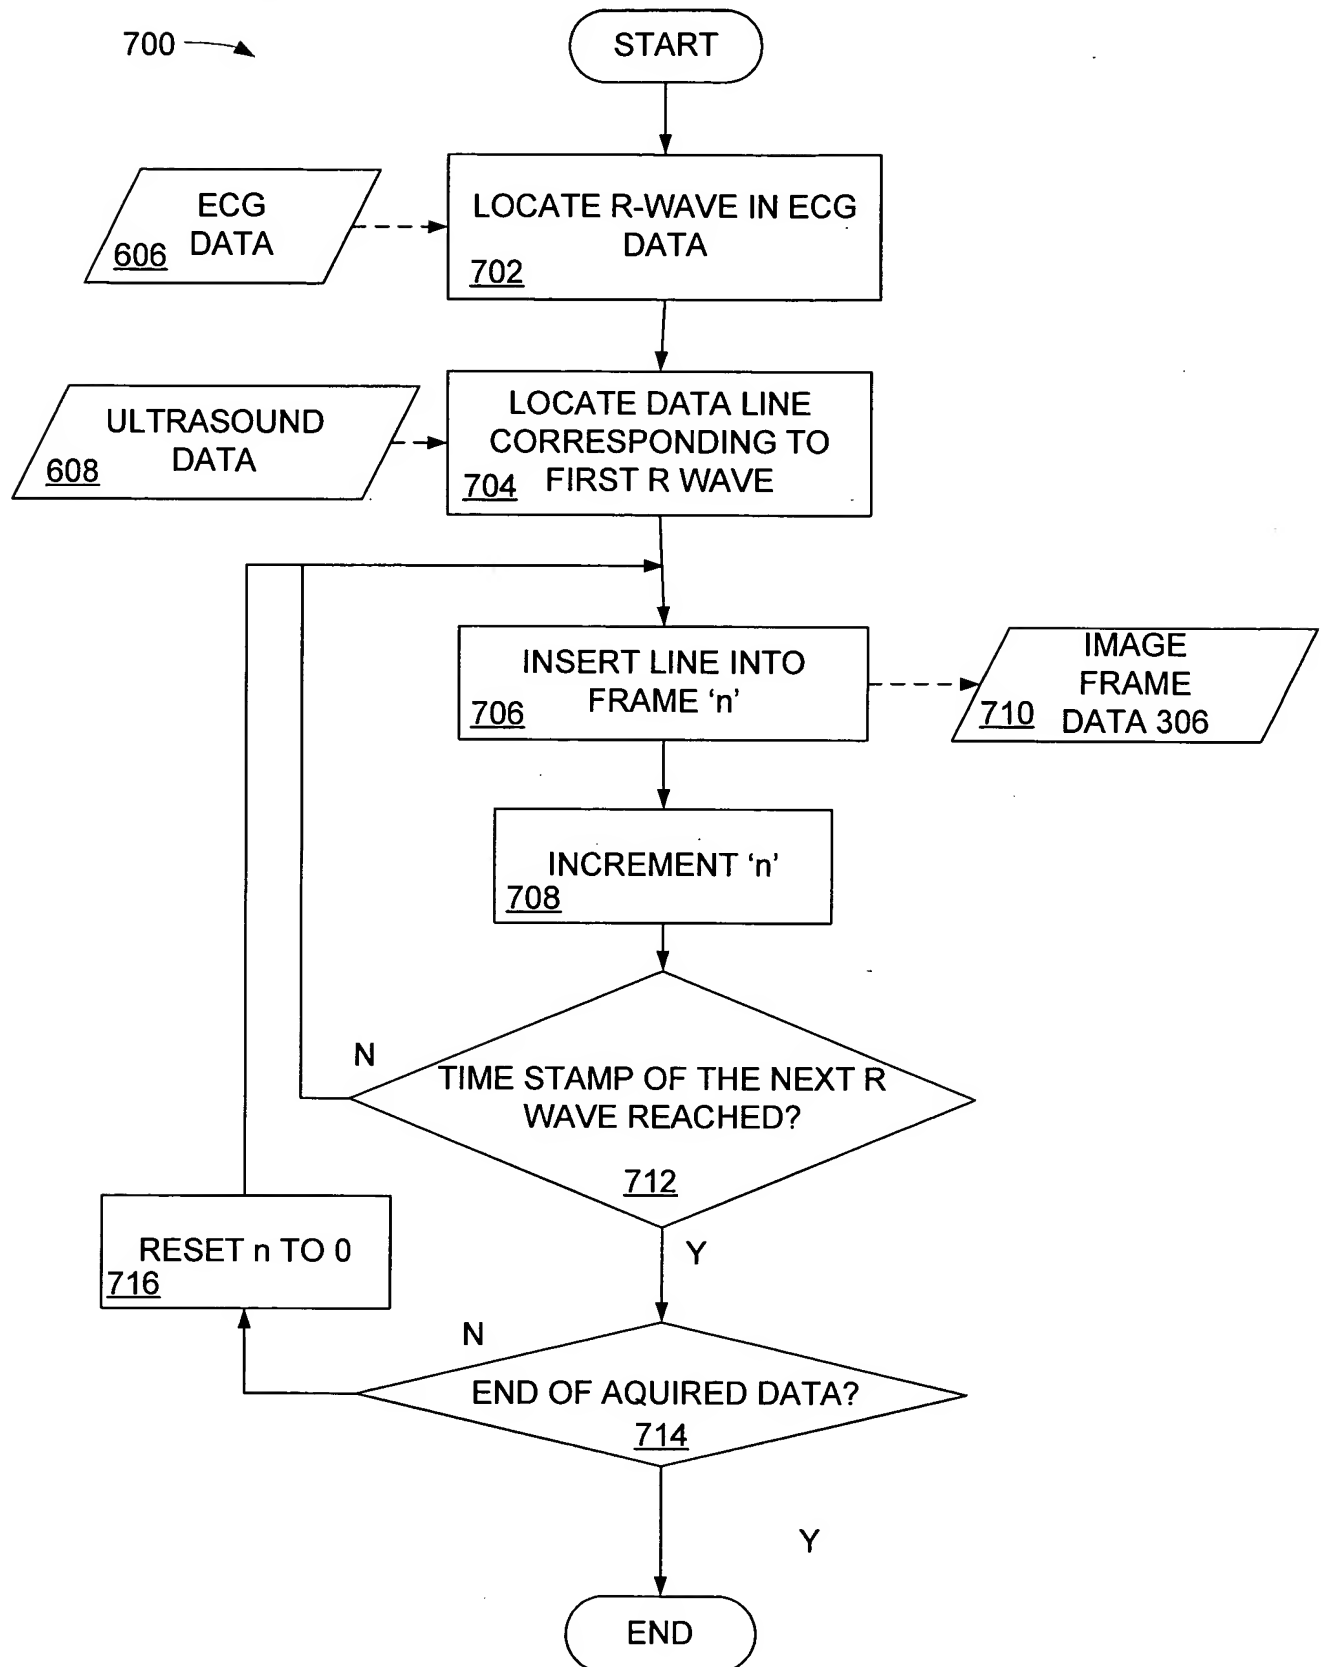 700
START
ECG
DATA
606
LOCATE R-WAVE IN ECG
DATA
702
ULTRASOUND
DATA
608
LOCATE DATA LINE
CORRESPONDING TO
FIRST R WAVE
704
INSERT LINE INTO
FRAME ‘n’
706
IMAGE
FRAME
DATA 306
710
INCREMENT ‘n’
708
N
TIME STAMP OF THE NEXT R
WAVE REACHED?
712
RESET n TO 0
716
Y
N
END OF AQUIRED DATA?
714
Y
END